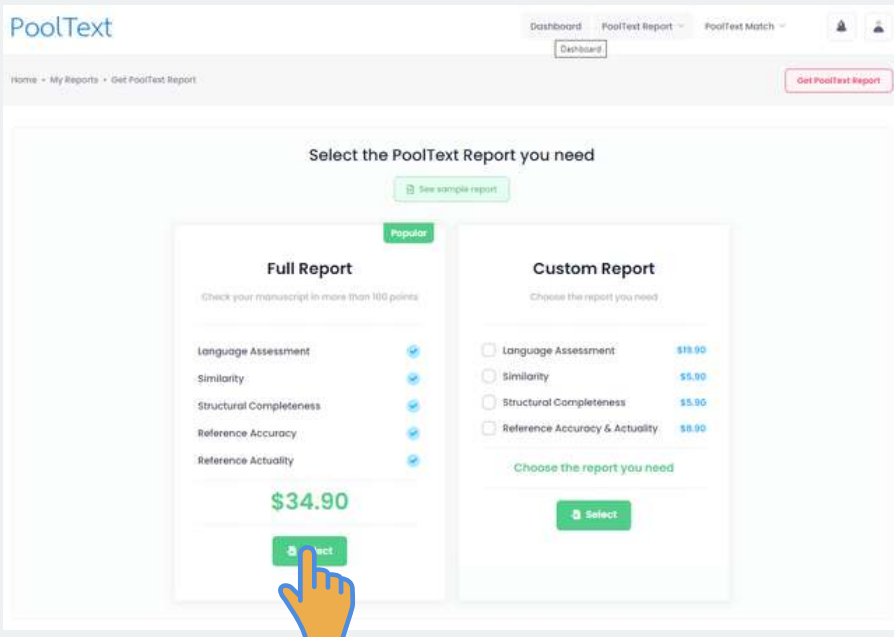 PoolText
Dashboard PoolText Report PoolText Match
Dashboard
Home • My Reports • Get PoolText Report
Get PoolText Report
Select the PoolText Report you need
See sample report
Popular
Full Report
Check your manuscript in more than 100 points
Language Assessment
Similarity
Structural Completeness
Reference Accuracy
Reference Actuality
$34.90
Custom Report
Choose the report you need
Language Assessment $19.90
Similarity $5.90
Structural Completeness $5.90
Reference Accuracy & Actuality $8.90
Choose the report you need
Select